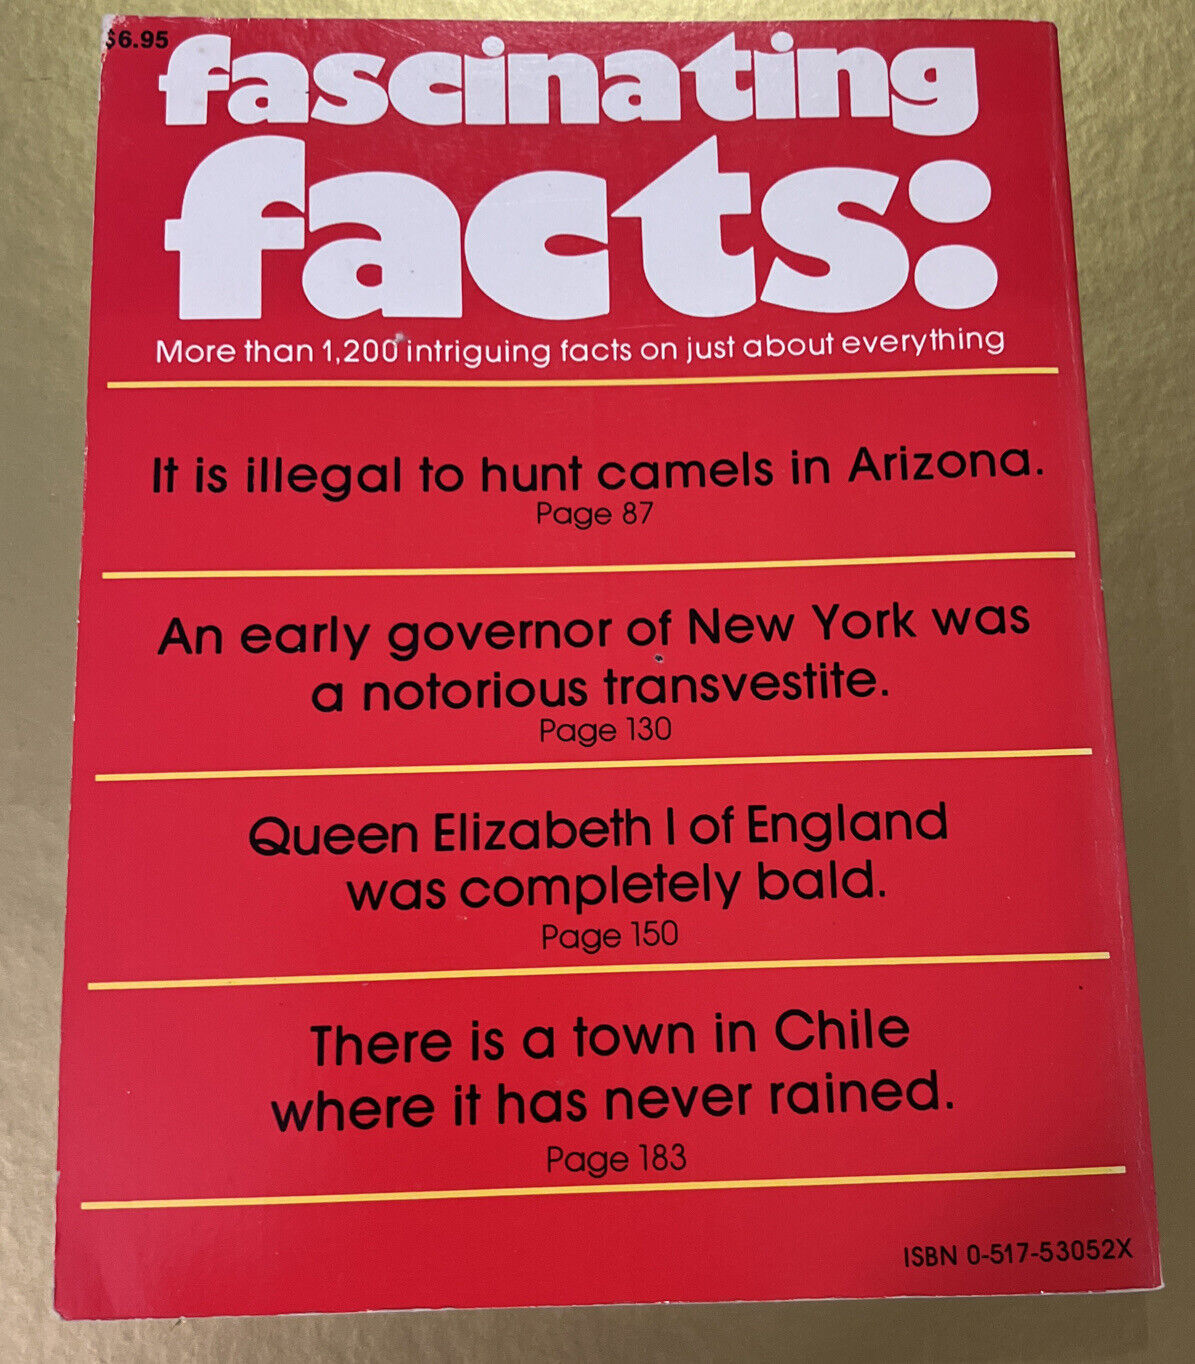 $6.95
fascinating
facts:
More than 1,200 intriguing facts on just about everything
It is illegal to hunt camels in Arizona.
Page 87
An early governor of New York was
a notorious transvestite.
Page 130
Queen Elizabeth I of England
was completely bald.
Page 150
There is a town in Chile
where it has never rained.
Page 183
ISBN 0-517-53052X